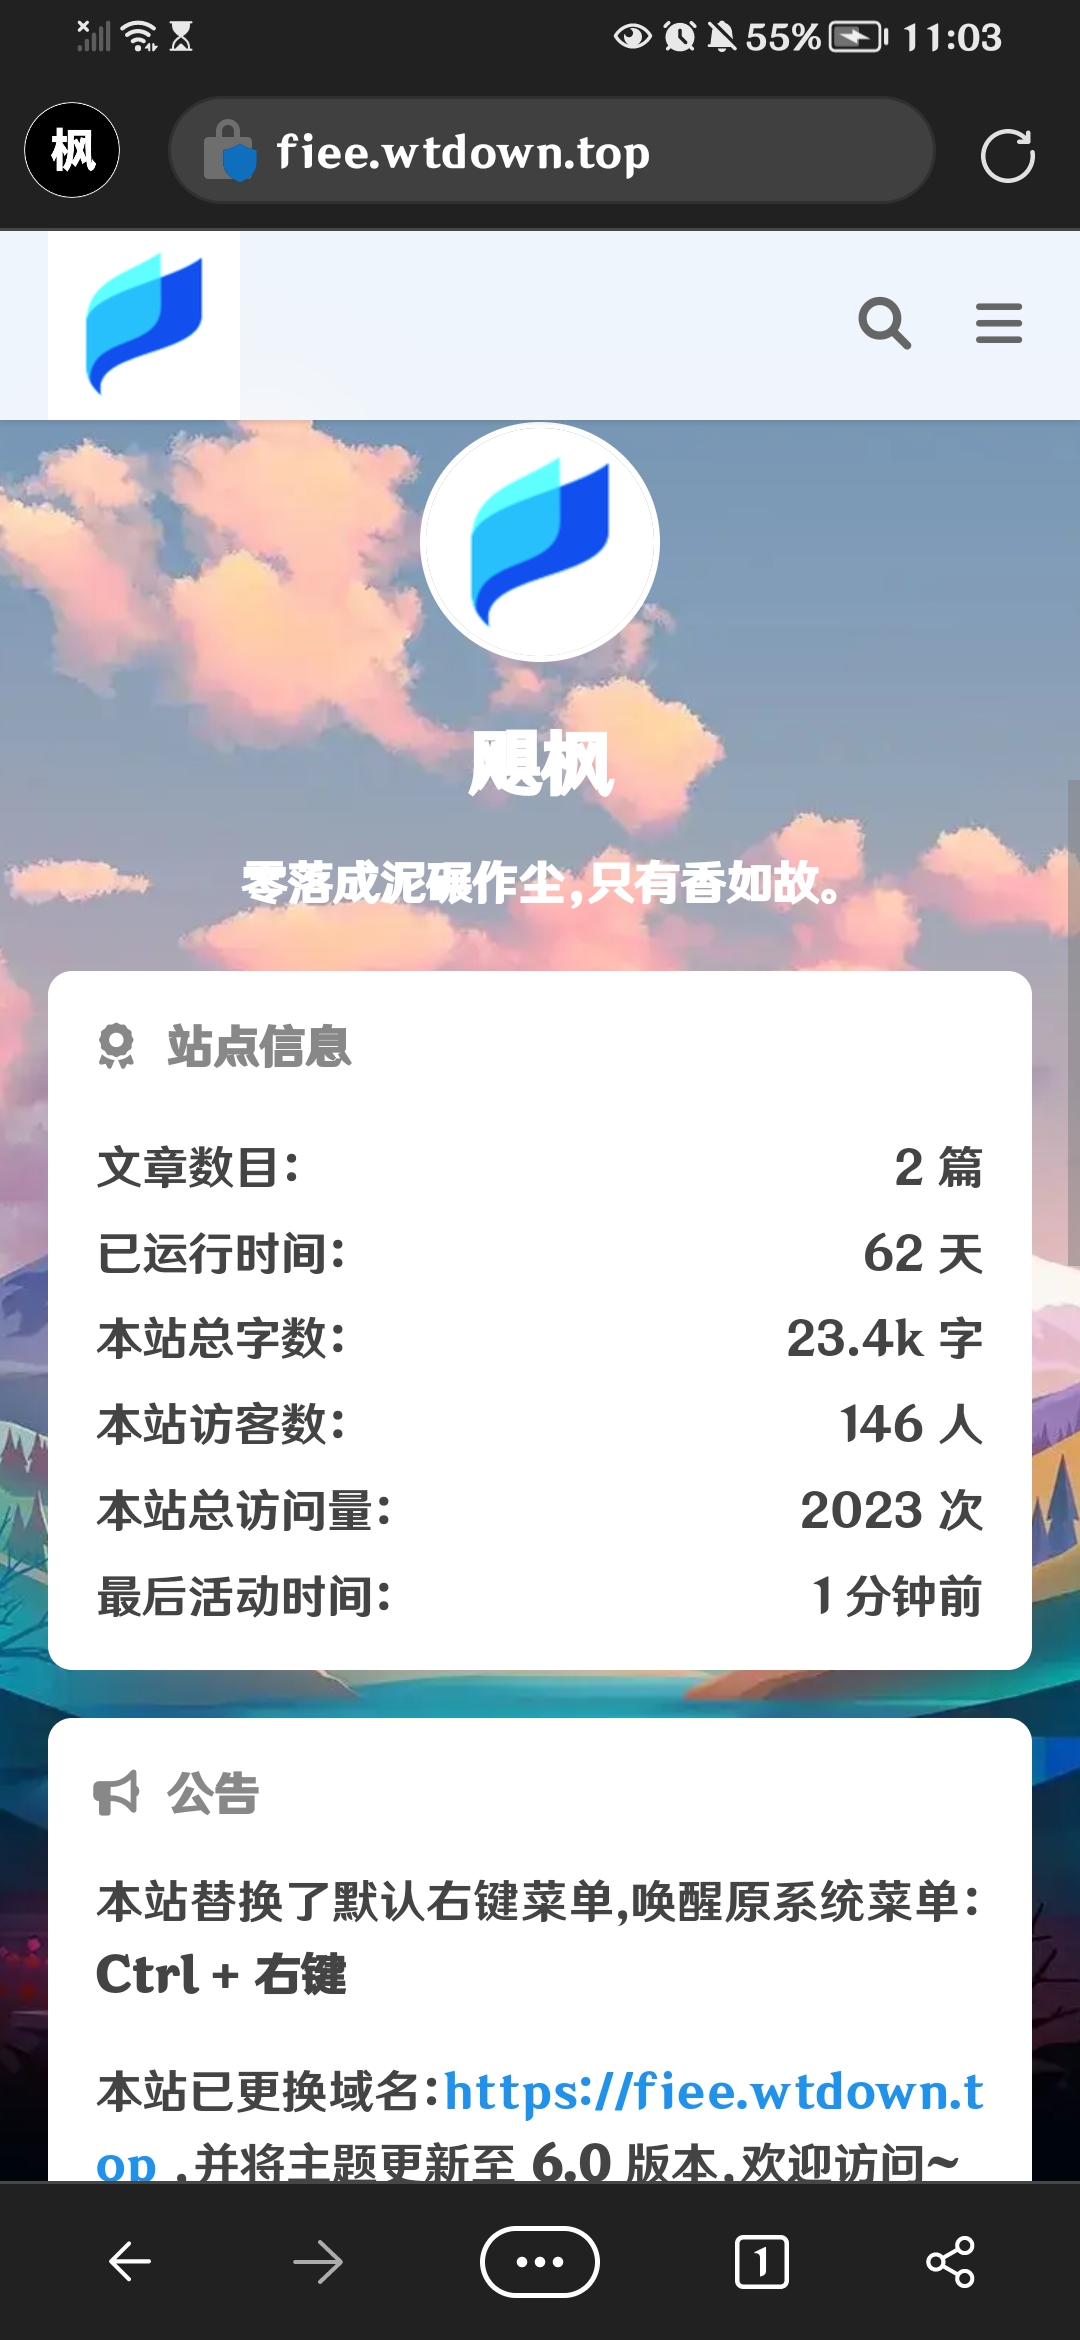 55% 11:03
枫 fiee.wtdown.top
飓枫
零落成泥碾作尘,只有香如故。
站点信息
文章数目: 2 篇
已运行时间: 62 天
本站总字数: 23.4k 字
本站访客数: 146 人
本站总访问量: 2023 次
最后活动时间: 1 分钟前
公告
本站替换了默认右键菜单,唤醒原系统菜单:
Ctrl + 右键
本站已更换域名:https://fiee.wtdown.t
op ,并将主题更新至 6.0 版本,欢迎访问~
1